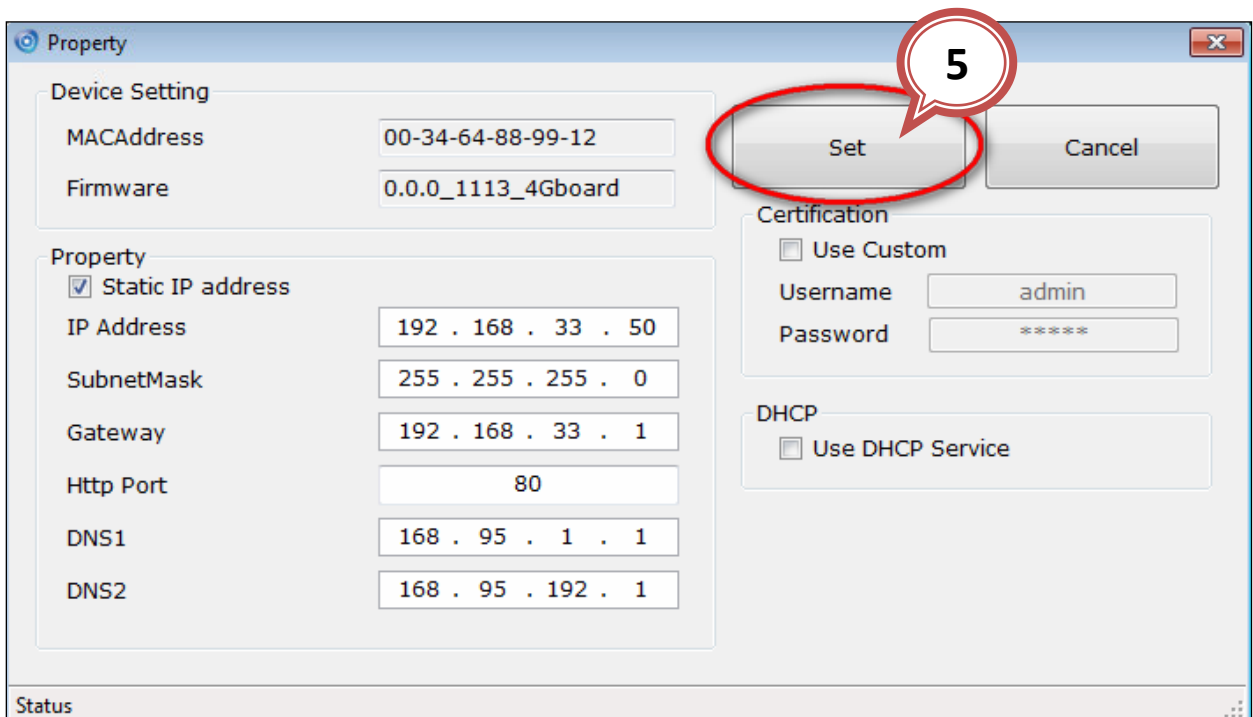 Property
5
Device Setting
MACAddress 00-34-64-88-99-12
Firmware 0.0.0_1113_4Gboard
Set Cancel
Property
Static IP address
IP Address 192 . 168 . 33 . 50
SubnetMask 255 . 255 . 255 . 0
Gateway 192 . 168 . 33 . 1
Http Port 80
DNS1 168 . 95 . 1 . 1
DNS2 168 . 95 . 192 . 1
Certification
Use Custom
Username admin
Password *****
DHCP
Use DHCP Service
Status